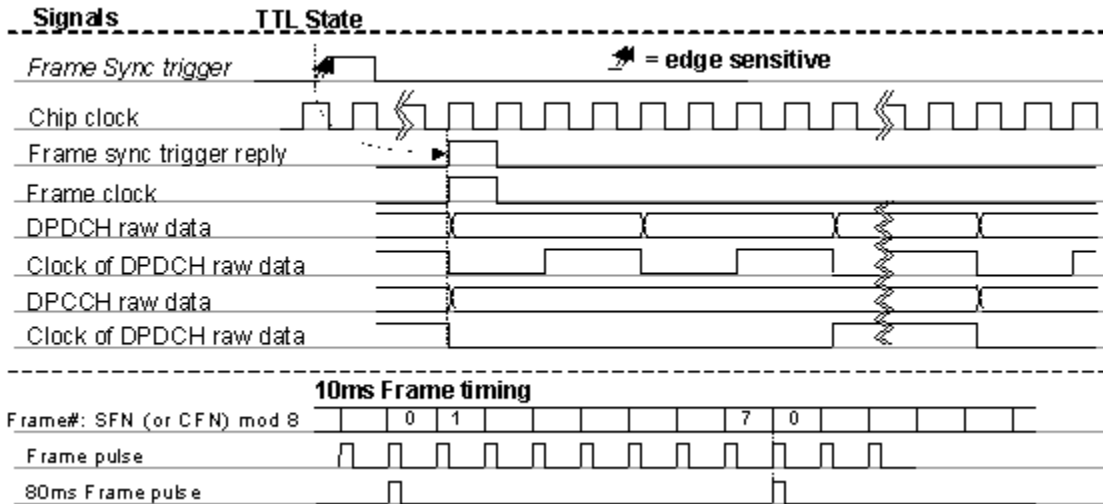 Signals TTL State
Frame Sync trigger = edge sensitive
Chip clock
Frame sync trigger reply
Frame clock
DPDCH raw data
Clock of DPDCH raw data
DPCCH raw data
Clock of DPDCH raw data
10ms Frame timing
Frame#: SFN (or CFN) mod 8 0 1 7 0
Frame pulse
80ms Frame pulse